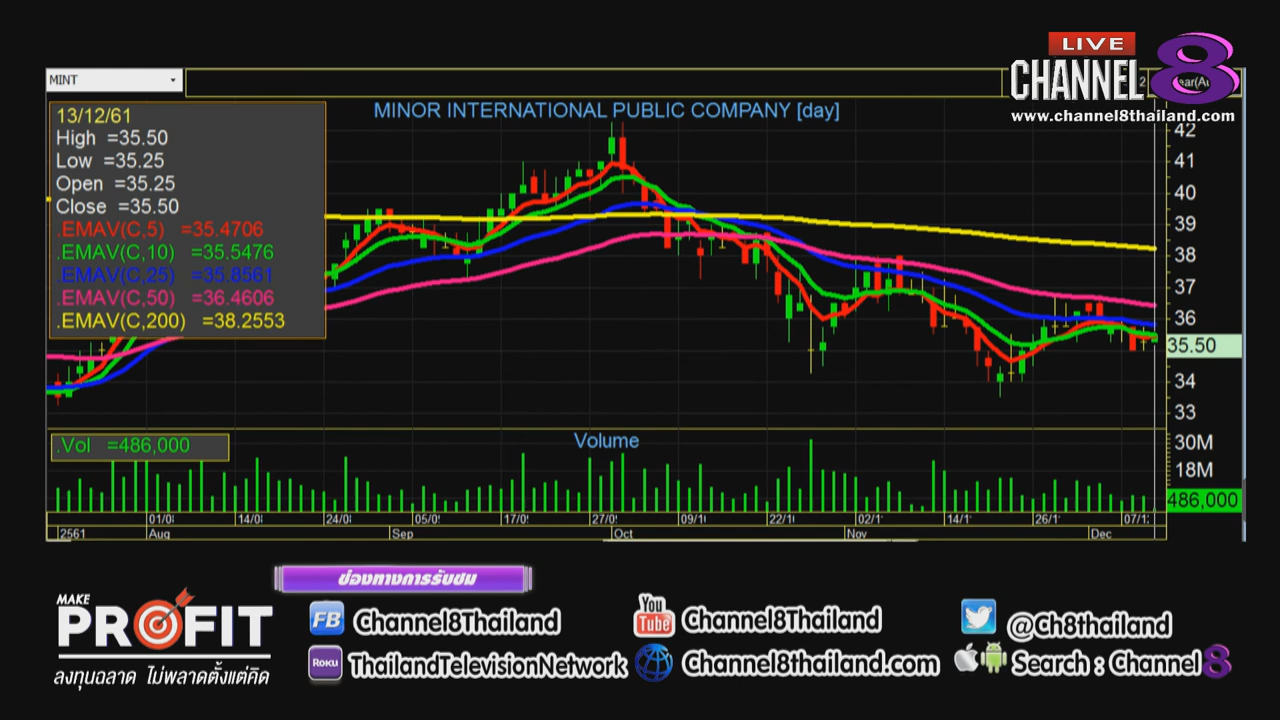 LIVE
CHANNEL 8
www.channel8thailand.com
MINT
MINOR INTERNATIONAL PUBLIC COMPANY [day]
13/12/61
High =35.50
Low =35.25
Open =35.25
Close =35.50
.EMAV(C,5) =35.4706
.EMAV(C,10) =35.5476
.EMAV(C,25) =35.8561
.EMAV(C,50) =36.4606
.EMAV(C,200) =38.2553
42
41
40
39
38
37
36
35.50
34
33
.Vol =486,000
Volume
30M
18M
486,000
01/0 14/0 24/0 05/0 17/0 27/0 09/1 22/1 02/1 14/1 26/1 07/1
2561 Aug Sep Oct Nov Dec
ช่องทางการรับชม
MAKE
PROFIT
ลงทุนฉลาด ไม่พลาดตั้งแต่คิด
FB Channel8Thailand
You Tube Channel8Thailand
@Ch8thailand
Roku ThailandTelevisionNetwork
Channel8thailand.com
Search : Channel 8